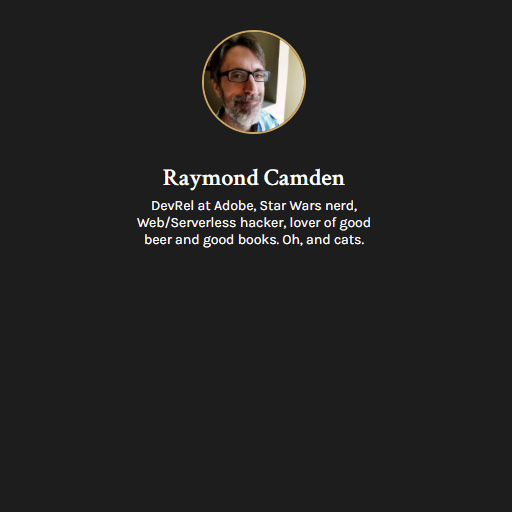 Raymond Camden
DevRel at Adobe, Star Wars nerd,
Web/Serverless hacker, lover of good
beer and good books. Oh, and cats.